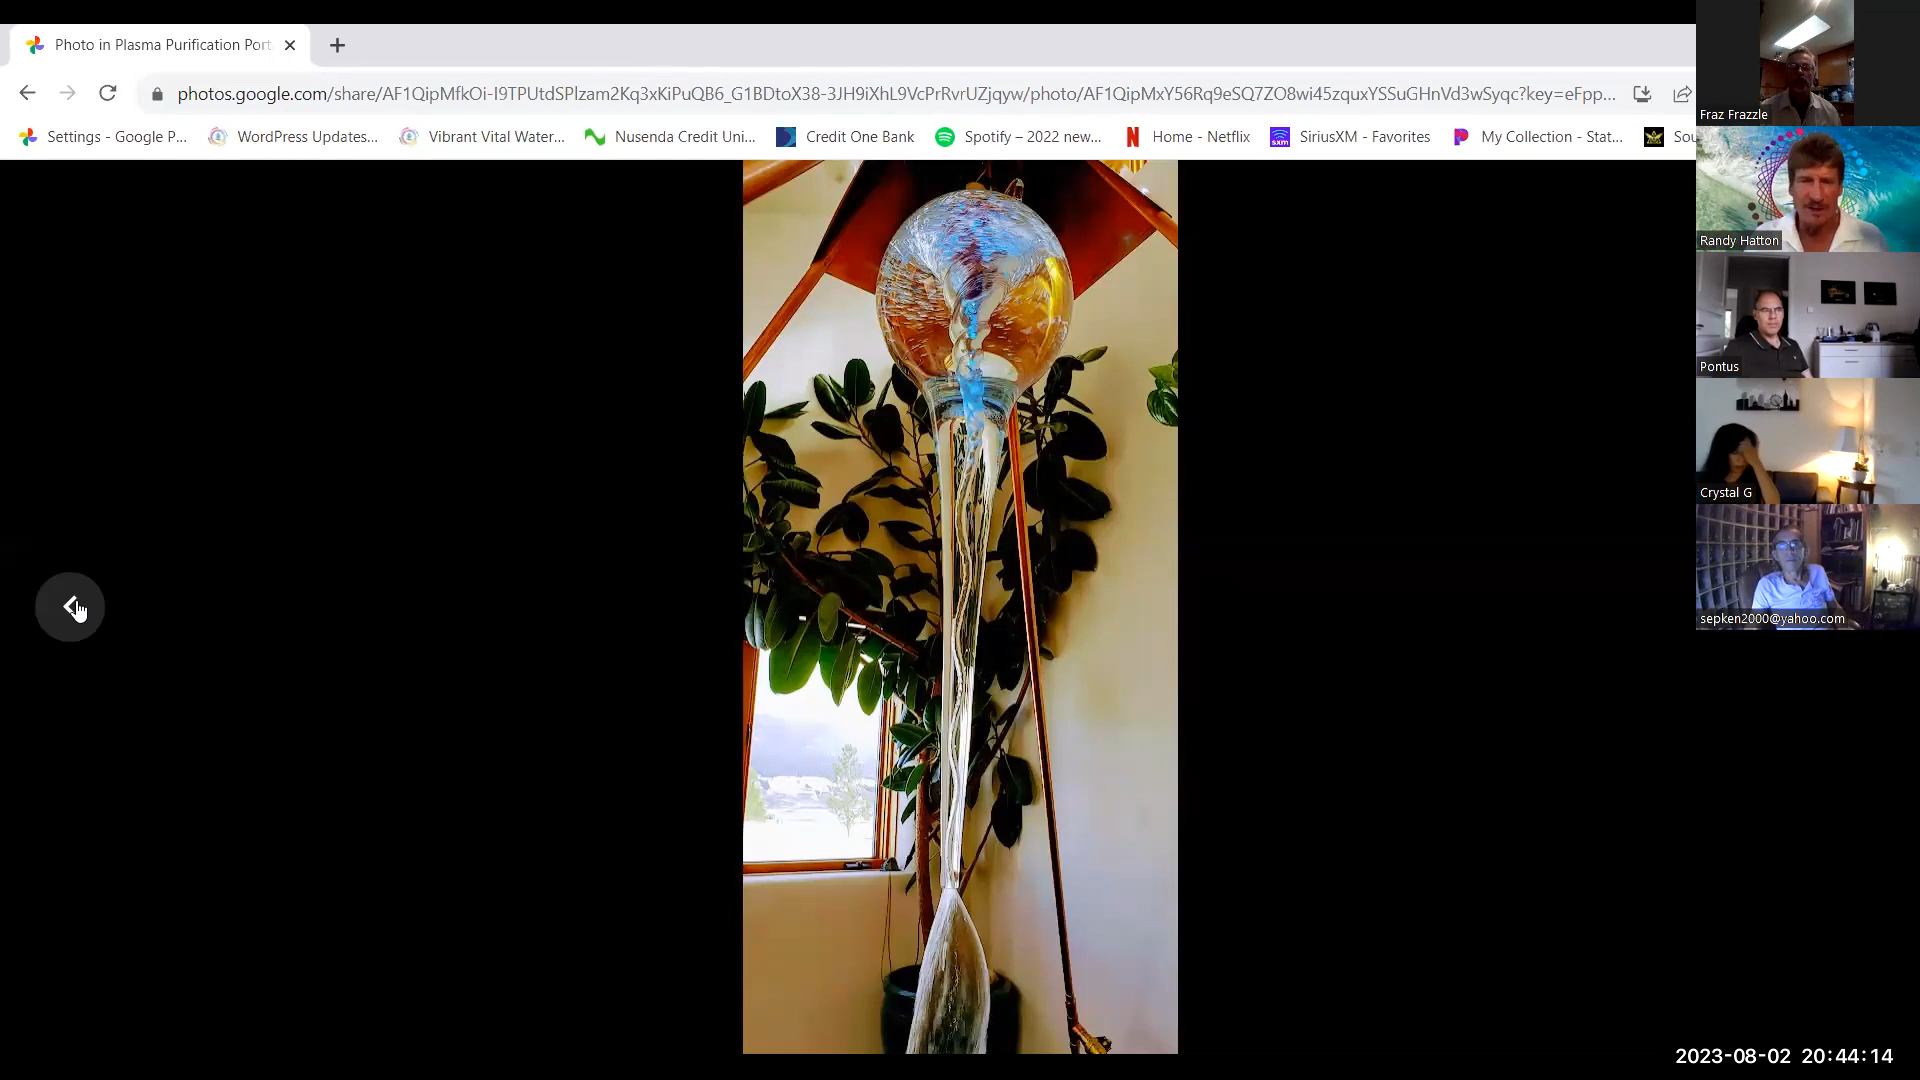 Photo in Plasma Purification Port
photos.google.com/share/AF1QipMfkOi-I9TPUtdSPlzam2Kq3xKiPuQB6_G1BDtoX38-3JH9iXhL9VcPrRvrUZjqyw/photo/AF1QipMxY56Rq9eSQ7ZO8wi45zquxYSSuGHnVd3wSyqc?key=eFpp...
Settings - Google P... WordPress Updates... Vibrant Vital Water... Nusenda Credit Uni... Credit One Bank Spotify – 2022 new... Home - Netflix SiriusXM - Favorites My Collection - Stat... Sou
Fraz Frazzle
Randy Hatton
Pontus
Crystal G
sepken2000@yahoo.com
2023-08-02 20:44:14